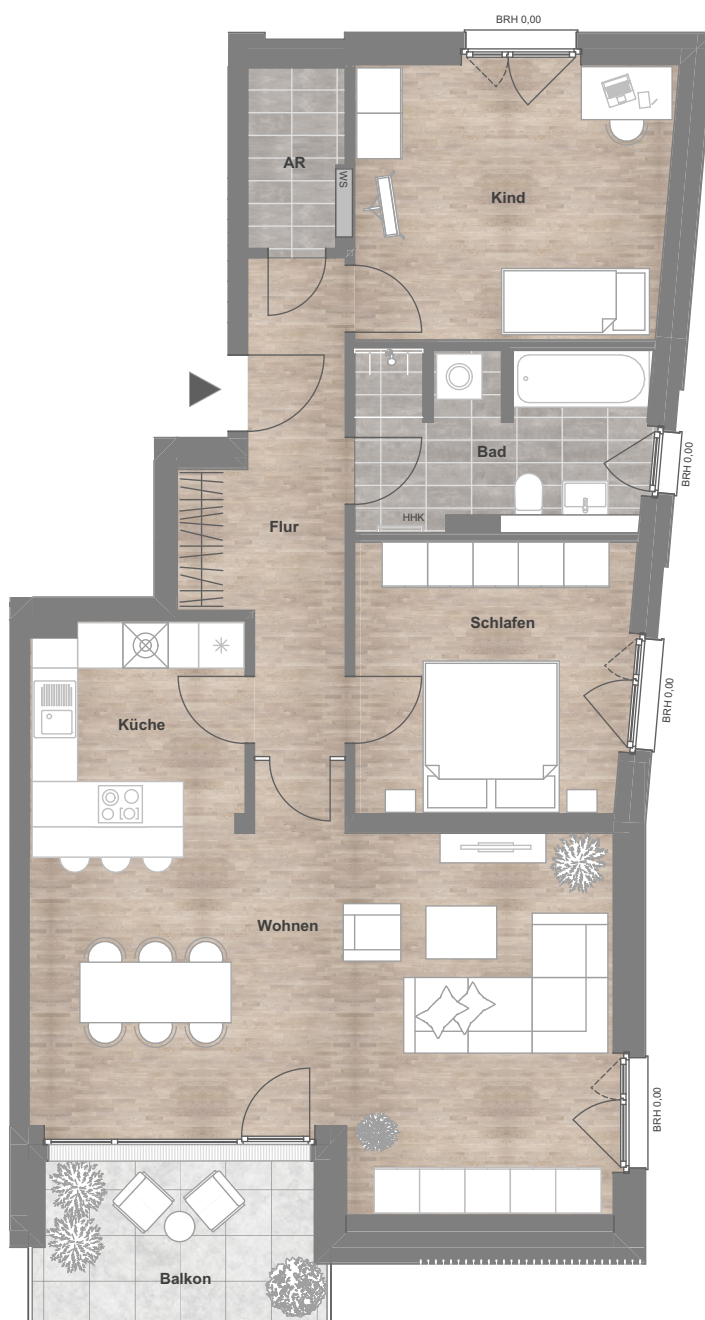 BRH 0,00
AR
WS
Kind
Bad
BRH 0,00
HHK
Flur
Schlafen
BRH 0,00
Küche
Wohnen
BRH 0,00
Balkon